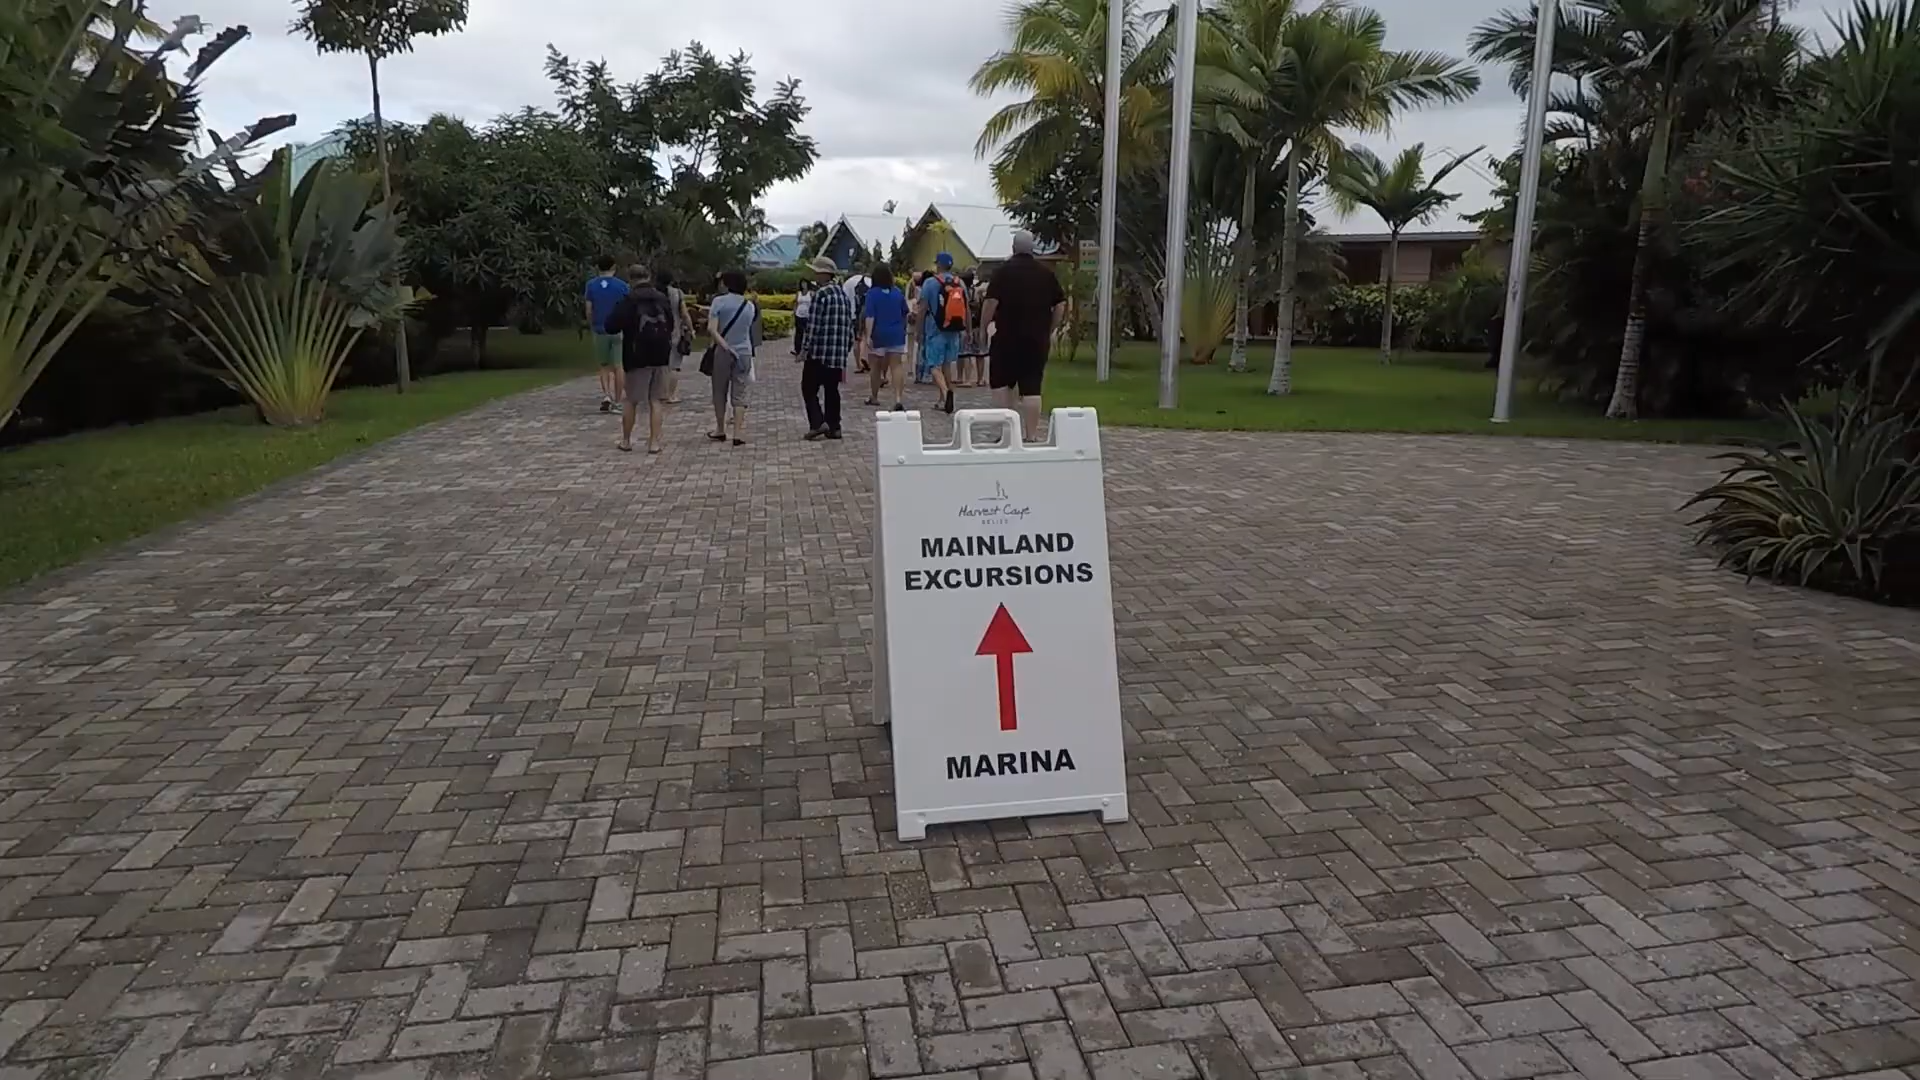 Harvest Caye
BELIZE
MAINLAND
EXCURSIONS
MARINA